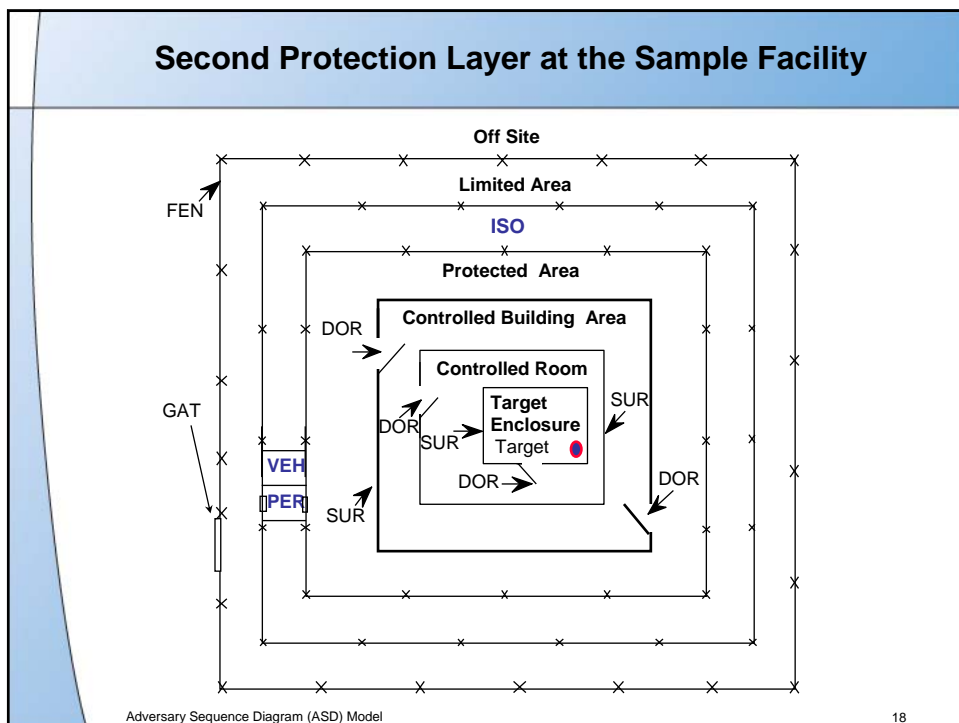 Second Protection Layer at the Sample Facility
Off Site
Limited Area
FEN
ISO
Protected Area
Controlled Building Area
DOR
Controlled Room
GAT
DOR
SUR
Target
Enclosure
Target
SUR
VEH
PER
SUR
DOR
DOR
Adversary Sequence Diagram (ASD) Model
18